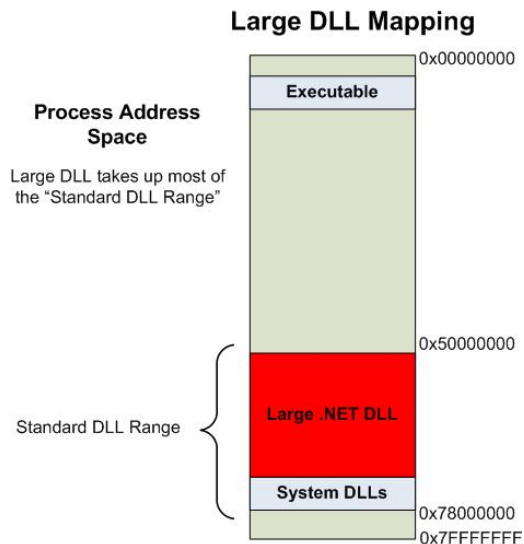 Large DLL Mapping
0x00000000
Executable
Process Address
Space
Large DLL takes up most of
the “Standard DLL Range”
0x50000000
Large .NET DLL
Standard DLL Range
System DLLs
0x78000000
0x7FFFFFFF